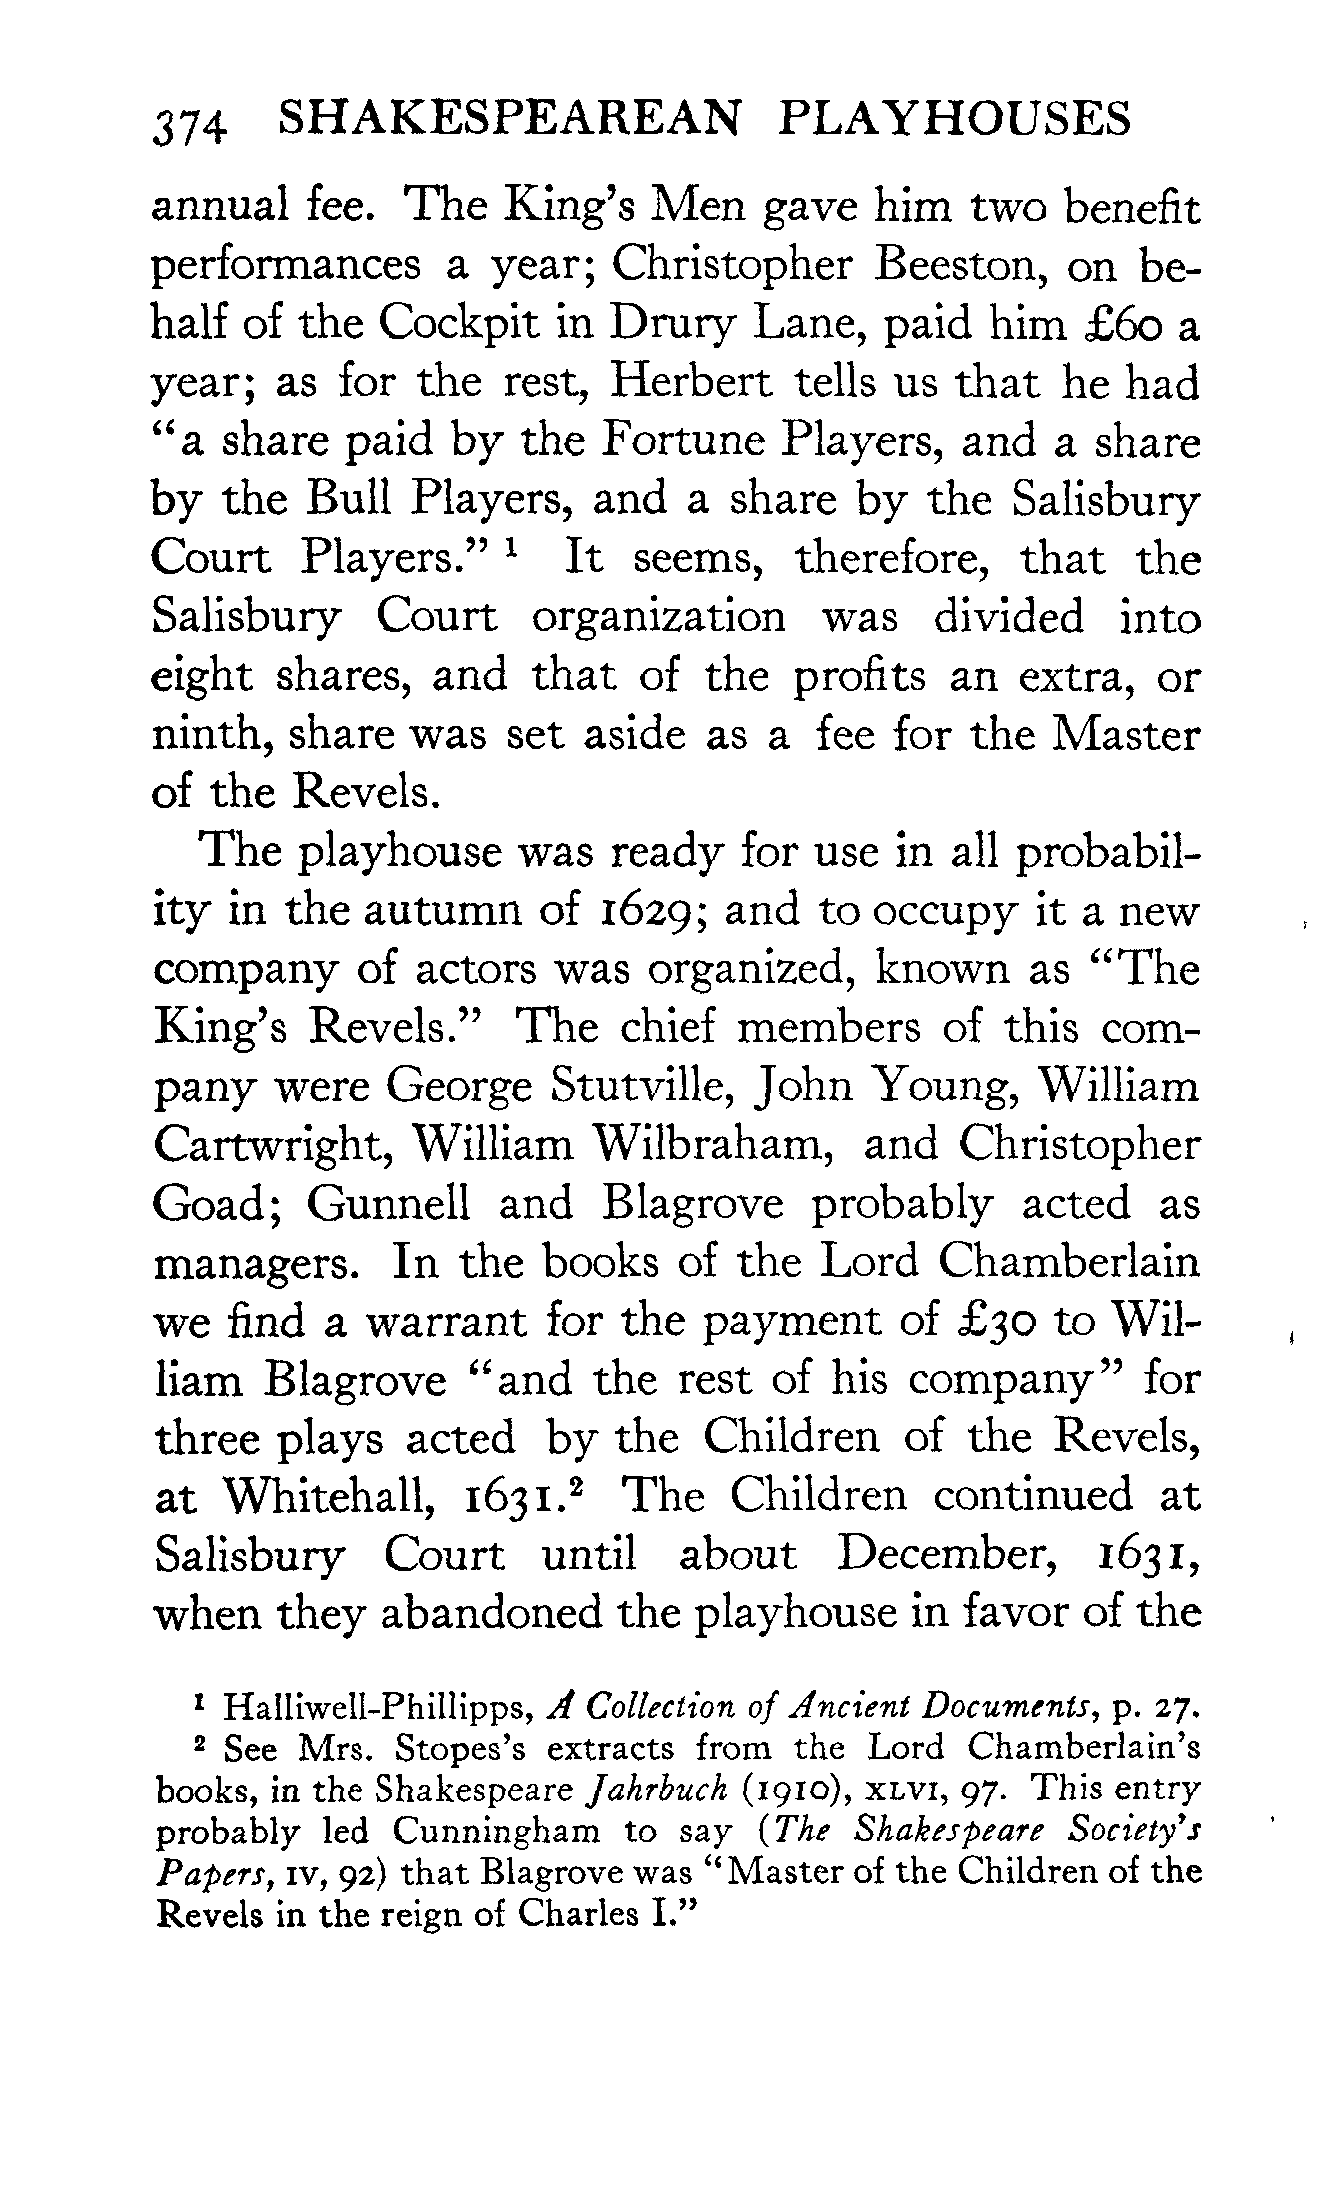 374 SHAKESPEAREAN PLAYHOUSES
annual fee. The King's Men gave him two benefit
performances a year; Christopher Beeston, on be-
half of the Cockpit in Drury Lane, paid him £60 a
year; as for the rest, Herbert tells us that he had
"a share paid by the Fortune Players, and a share
by the Bull Players, and a share by the Salisbury
Court Players." ¹ It seems, therefore, that the
Salisbury Court organization was divided into
eight shares, and that of the profits an extra, or
ninth, share was set aside as a fee for the Master
of the Revels.
The playhouse was ready for use in all probabil-
ity in the autumn of 1629; and to occupy it a new
company of actors was organized, known as "The
King's Revels." The chief members of this com-
pany were George Stutville, John Young, William
Cartwright, William Wilbraham, and Christopher
Goad; Gunnell and Blagrove probably acted as
managers. In the books of the Lord Chamberlain
we find a warrant for the payment of £30 to Wil-
liam Blagrove "and the rest of his company" for
three plays acted by the Children of the Revels,
at Whitehall, 1631.² The Children continued at
Salisbury Court until about December, 1631,
when they abandoned the playhouse in favor of the
¹ Halliwell-Phillipps, A Collection of Ancient Documents, p. 27.
² See Mrs. Stopes's extracts from the Lord Chamberlain's
books, in the Shakespeare Jahrbuch (1910), XLVI, 97. This entry
probably led Cunningham to say (The Shakespeare Society's
Papers, IV, 92) that Blagrove was "Master of the Children of the
Revels in the reign of Charles I."